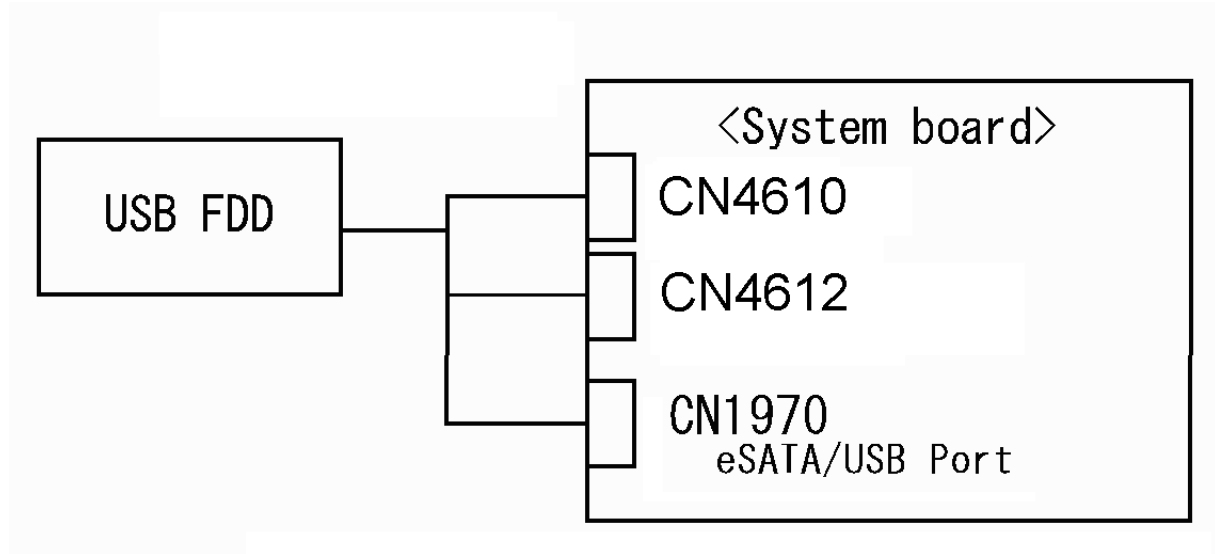 <System board>
USB FDD
CN4610
CN4612
CN1970
eSATA/USB Port